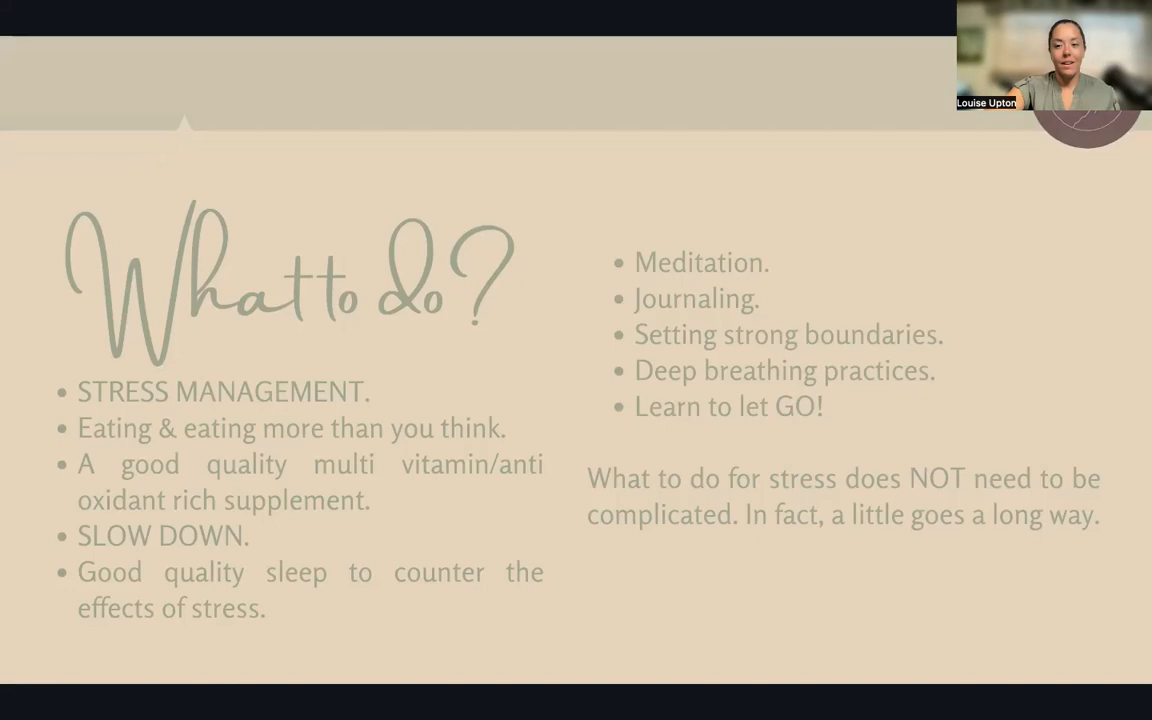 Louise Upton
What to do?
• STRESS MANAGEMENT.
• Eating & eating more than you think.
• A good quality multi vitamin/anti
oxidant rich supplement.
• SLOW DOWN.
• Good quality sleep to counter the
effects of stress.
• Meditation.
• Journaling.
• Setting strong boundaries.
• Deep breathing practices.
• Learn to let GO!
What to do for stress does NOT need to be
complicated. In fact, a little goes a long way.